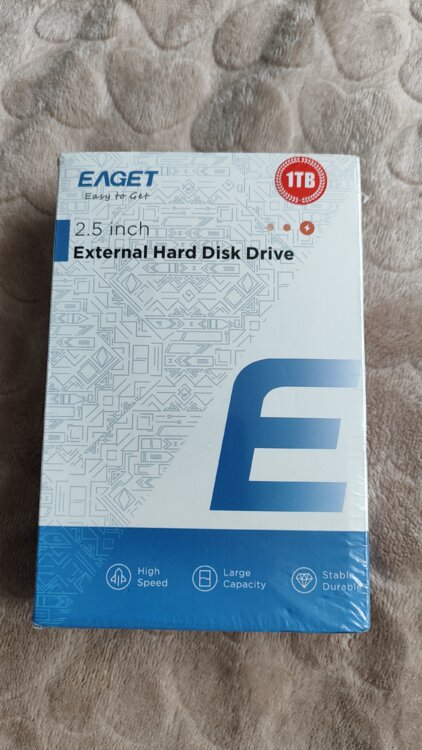 EAGET
Easy to Get
1TB
2.5 inch
External Hard Disk Drive
E
High
Speed
Large
Capacity
Stable
Durable